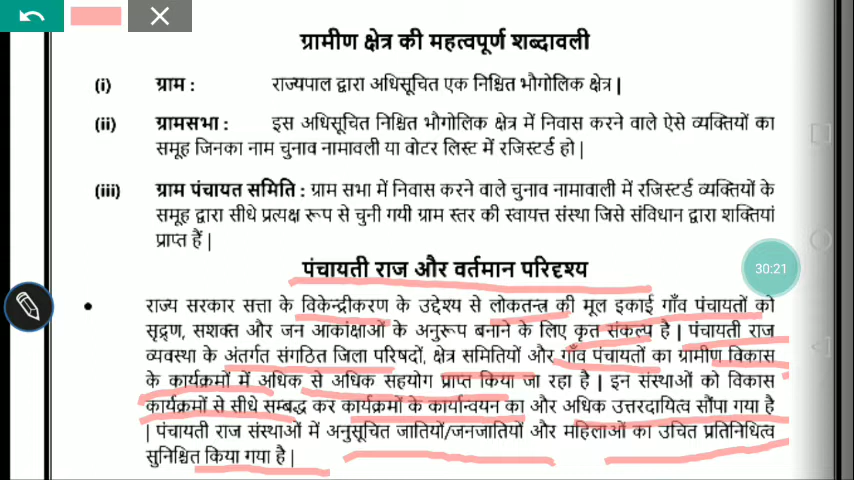 ग्रामीण क्षेत्र की महत्वपूर्ण शब्दावली
(i) ग्राम : राज्यपाल द्वारा अधिसूचित एक निश्चित भौगोलिक क्षेत्र |
(ii) ग्रामसभा : इस अधिसूचित निश्चित भौगोलिक क्षेत्र में निवास करने वाले ऐसे व्यक्तियों का
समूह जिनका नाम चुनाव नामावली या वोटर लिस्ट में रजिस्टर्ड हो |
(iii) ग्राम पंचायत समिति : ग्राम सभा में निवास करने वाले चुनाव नामावाली में रजिस्टर्ड व्यक्तियों के
समूह द्वारा सीधे प्रत्यक्ष रूप से चुनी गयी ग्राम स्तर की स्वायत्त संस्था जिसे संविधान द्वारा शक्तियां
प्राप्त हैं |
पंचायती राज और वर्तमान परिदृश्य
30:21
• राज्य सरकार सत्ता के विकेन्द्रीकरण के उद्देश्य से लोकतन्त्र की मूल इकाई गाँव पंचायतों को
सृदृण, सशक्त और जन आकांक्षाओं के अनुरूप बनाने के लिए कृत संकल्प है | पंचायती राज
व्यवस्था के अंतर्गत संगठित जिला परिषदों, क्षेत्र समितियों और गाँव पंचायतों का ग्रामीण विकास
के कार्यक्रमों में अधिक से अधिक सहयोग प्राप्त किया जा रहा है | इन संस्थाओं को विकास
कार्यक्रमों से सीधे सम्बद्ध कर कार्यक्रमों के कार्यान्वयन का और अधिक उत्तरदायित्व सौंपा गया है
| पंचायती राज संस्थाओं में अनुसूचित जातियों/जनजातियों और महिलाओं का उचित प्रतिनिधित्व
सुनिश्चित किया गया है |